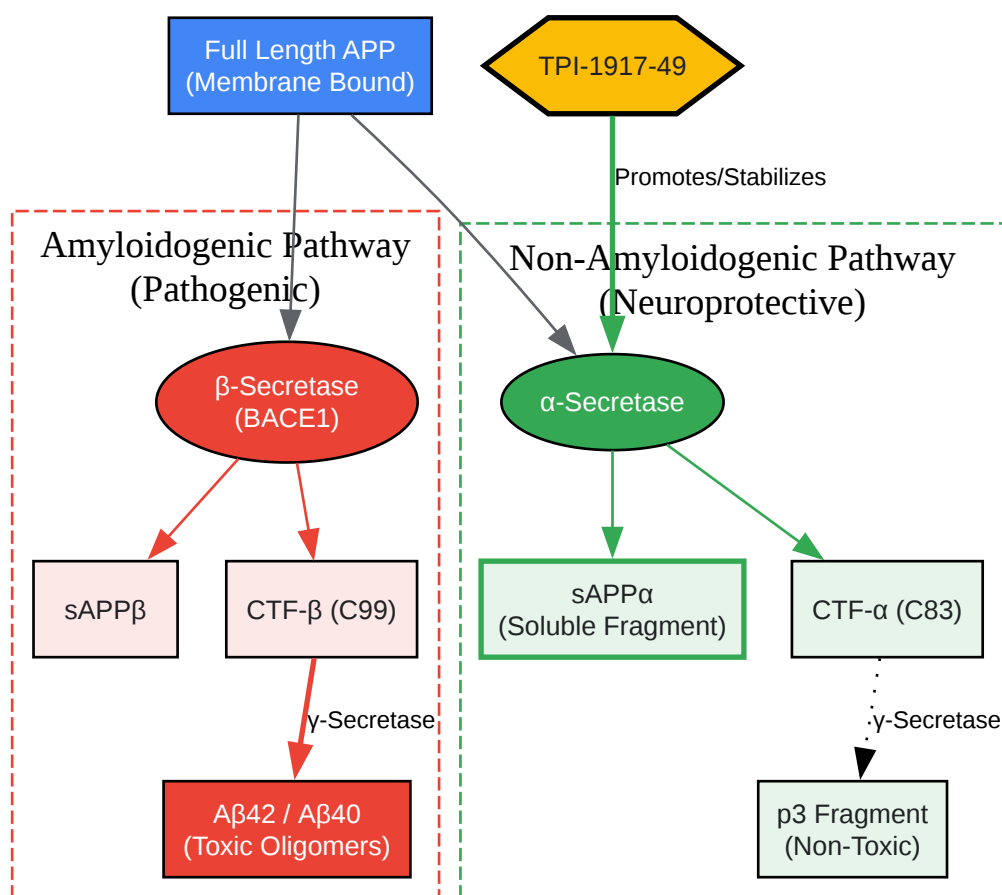 Full Length APP
(Membrane Bound)
TPI-1917-49
Promotes/Stabilizes
Amyloidogenic Pathway
(Pathogenic)
Non-Amyloidogenic Pathway
(Neuroprotective)
β-Secretase
(BACE1)
α-Secretase
sAPPβ
CTF-β (C99)
sAPPα
(Soluble Fragment)
CTF-α (C83)
γ-Secretase
γ-Secretase
Aβ42 / Aβ40
(Toxic Oligomers)
p3 Fragment
(Non-Toxic)